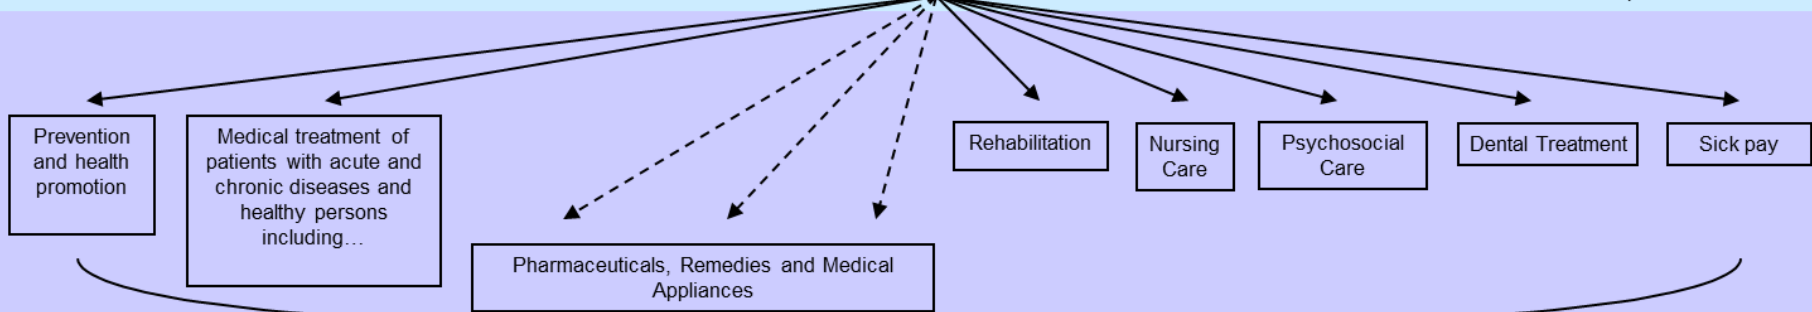 Prevention
and health
promotion
Medical treatment of
patients with acute and
chronic diseases and
healthy persons
including…
Pharmaceuticals, Remedies and Medical
Appliances
Rehabilitation
Nursing
Care
Psychosocial
Care
Dental Treatment
Sick pay